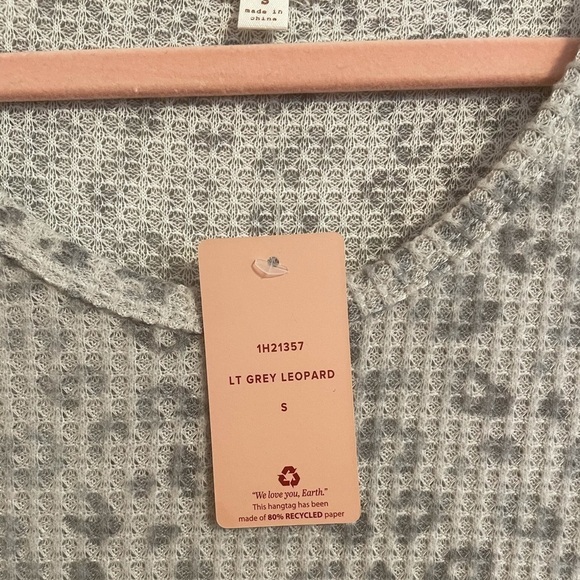 S
made in
china
1H21357
LT GREY LEOPARD
S
"We love you, Earth."
This hangtag has been
made of 80% RECYCLED paper